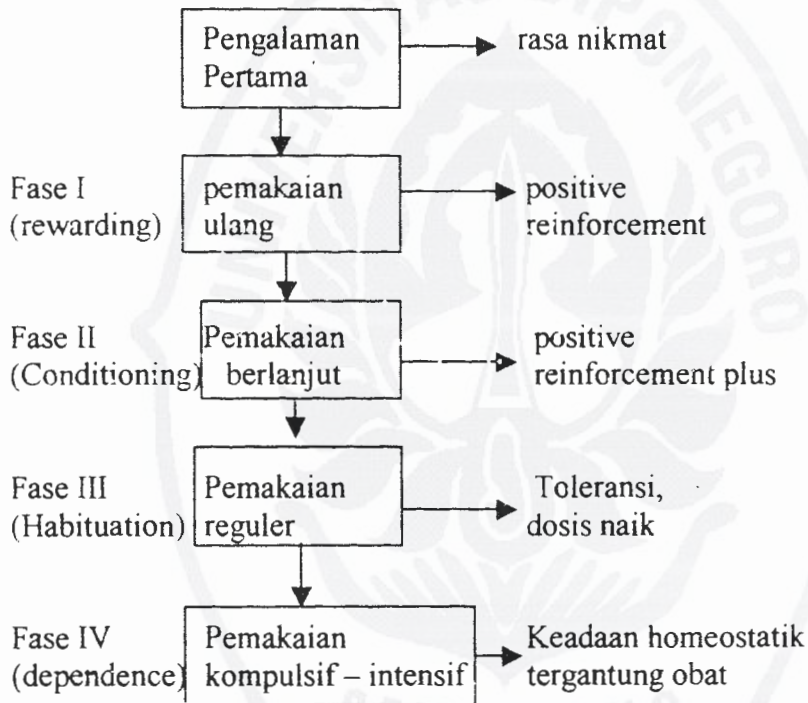 Pengalaman
Pertama
rasa nikmat
Fase I
(rewarding)
pemakaian
ulang
positive
reinforcement
Fase II
(Conditioning)
Pemakaian
berlanjut
positive
reinforcement plus
Fase III
(Habituation)
Pemakaian
reguler
Toleransi,
dosis naik
Fase IV
(dependence)
Pemakaian
kompulsif – intensif
Keadaan homeostatik
tergantung obat